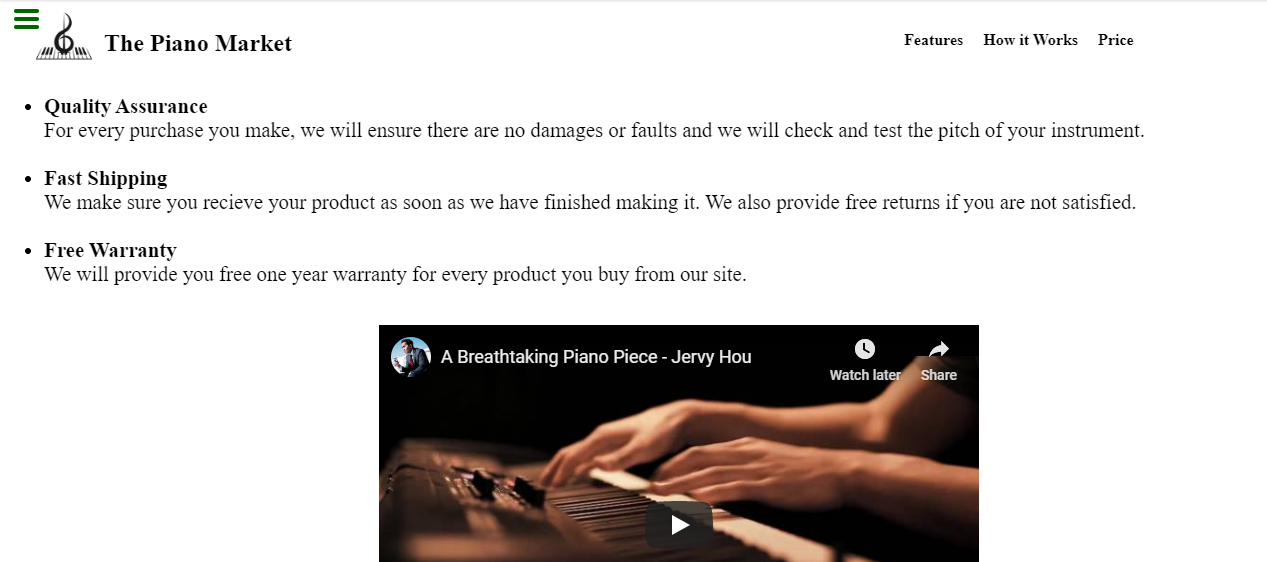 The Piano Market
Features
How it Works
Price
Quality Assurance
For every purchase you make, we will ensure there are no damages or faults and we will check and test the pitch of your instrument.
Fast Shipping
We make sure you recieve your product as soon as we have finished making it. We also provide free returns if you are not satisfied.
Free Warranty
We will provide you free one year warranty for every product you buy from our site.
A Breathtaking Piano Piece - Jervy Hou
Watch later
Share